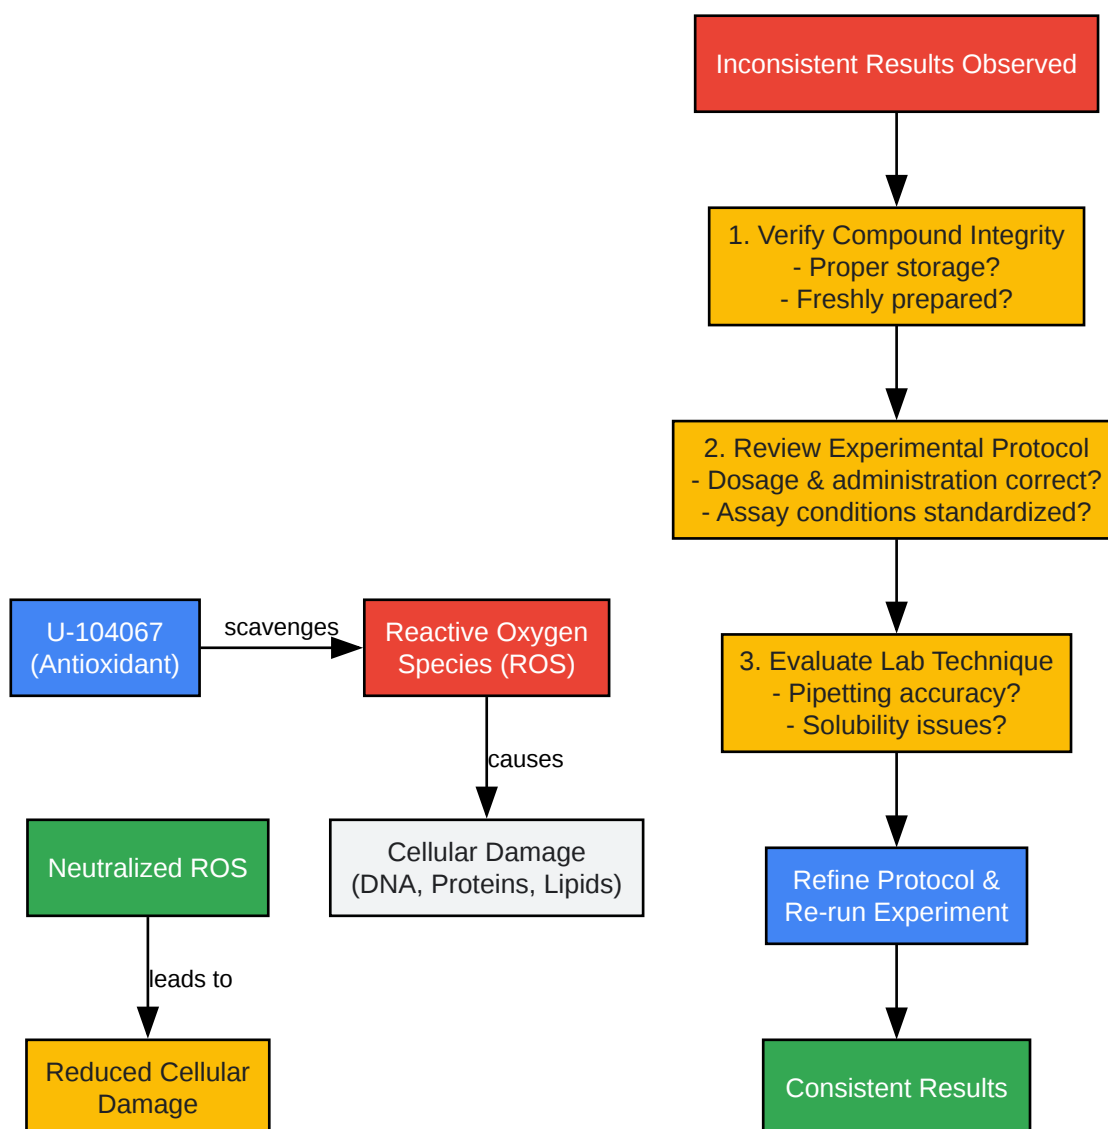 Inconsistent Results Observed
1. Verify Compound Integrity
- Proper storage?
- Freshly prepared?
2. Review Experimental Protocol
- Dosage & administration correct?
- Assay conditions standardized?
3. Evaluate Lab Technique
- Pipetting accuracy?
- Solubility issues?
Refine Protocol &
Re-run Experiment
Consistent Results
U-104067
(Antioxidant)
scavenges
Reactive Oxygen
Species (ROS)
causes
Cellular Damage
(DNA, Proteins, Lipids)
Neutralized ROS
leads to
Reduced Cellular
Damage